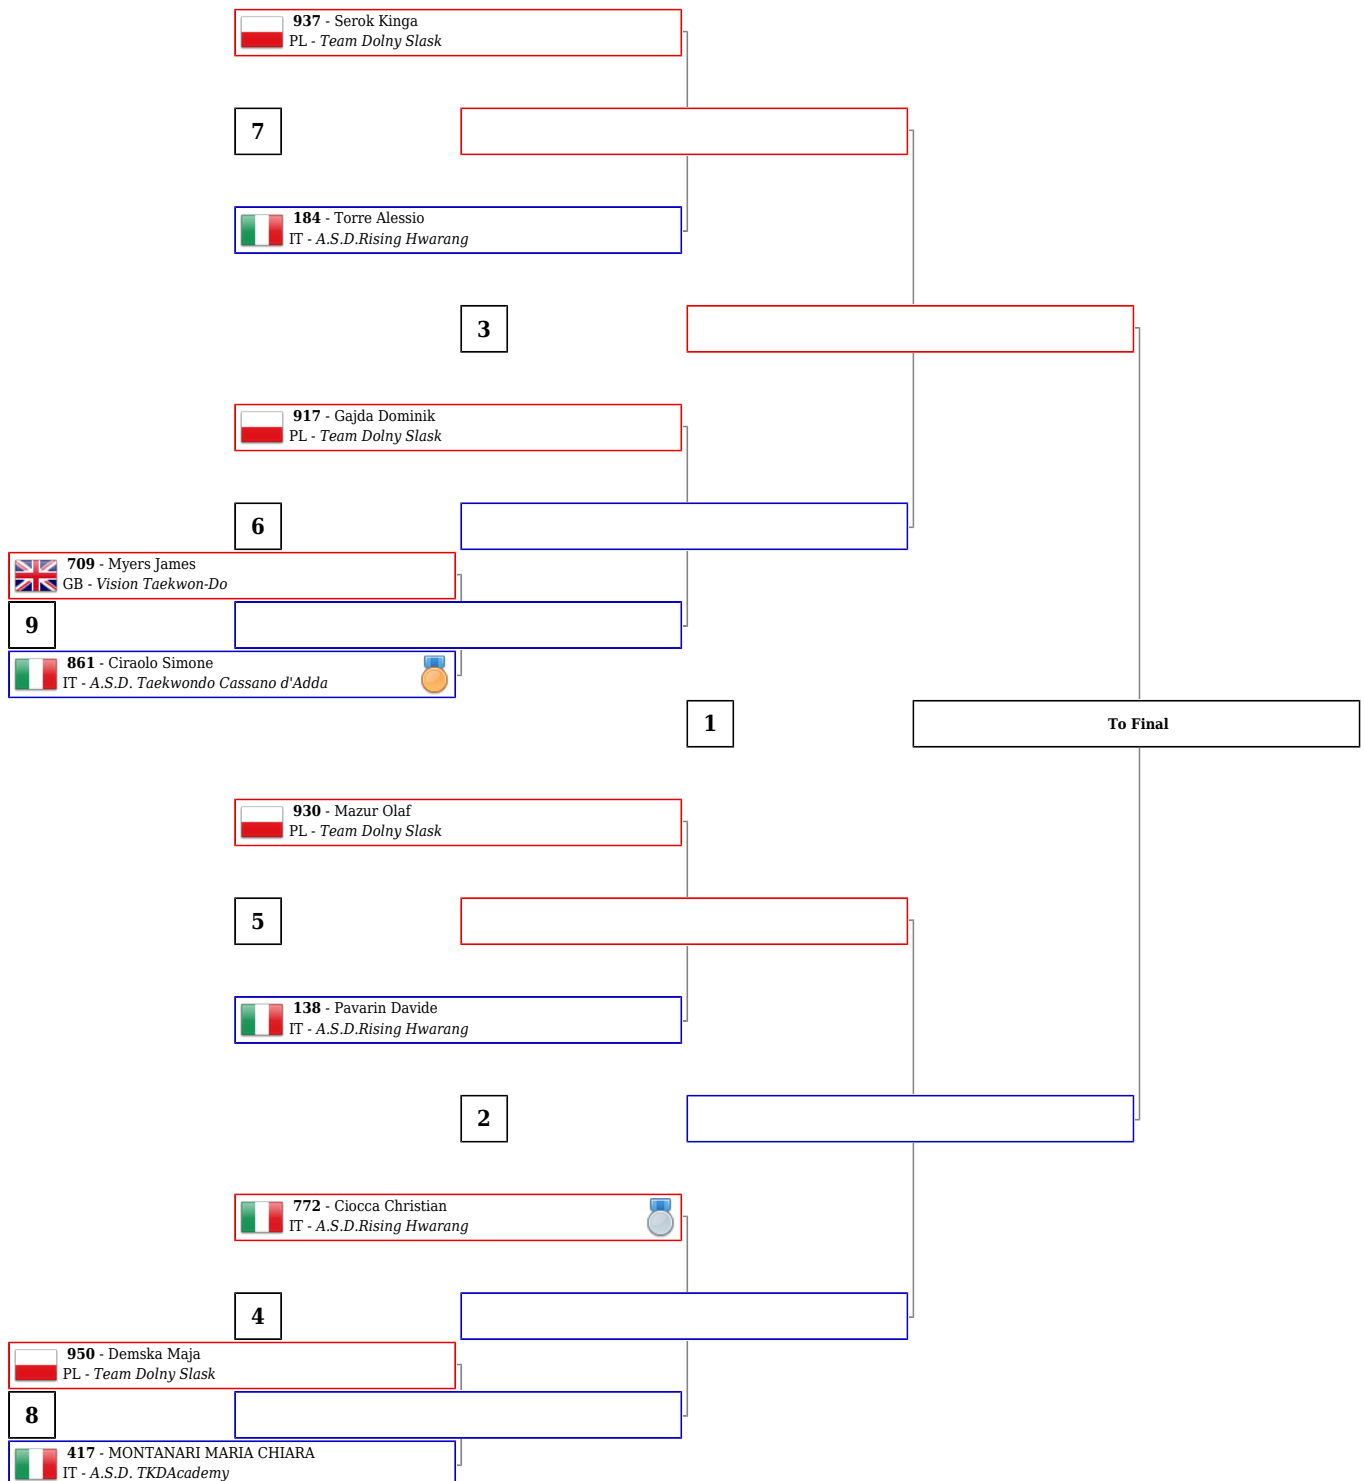 937 - Serok Kinga
PL - Team Dolny Slask
7
184 - Torre Alessio
IT - A.S.D.Rising Hwarang
3
917 - Gajda Dominik
PL - Team Dolny Slask
6
709 - Myers James
GB - Vision Taekwon-Do
9
861 - Ciraolo Simone
IT - A.S.D. Taekwondo Cassano d'Adda
1
To Final
930 - Mazur Olaf
PL - Team Dolny Slask
5
138 - Pavarin Davide
IT - A.S.D.Rising Hwarang
2
772 - Ciocca Christian
IT - A.S.D.Rising Hwarang
4
950 - Demska Maja
PL - Team Dolny Slask
8
417 - MONTANARI MARIA CHIARA
IT - A.S.D. TKDAcademy